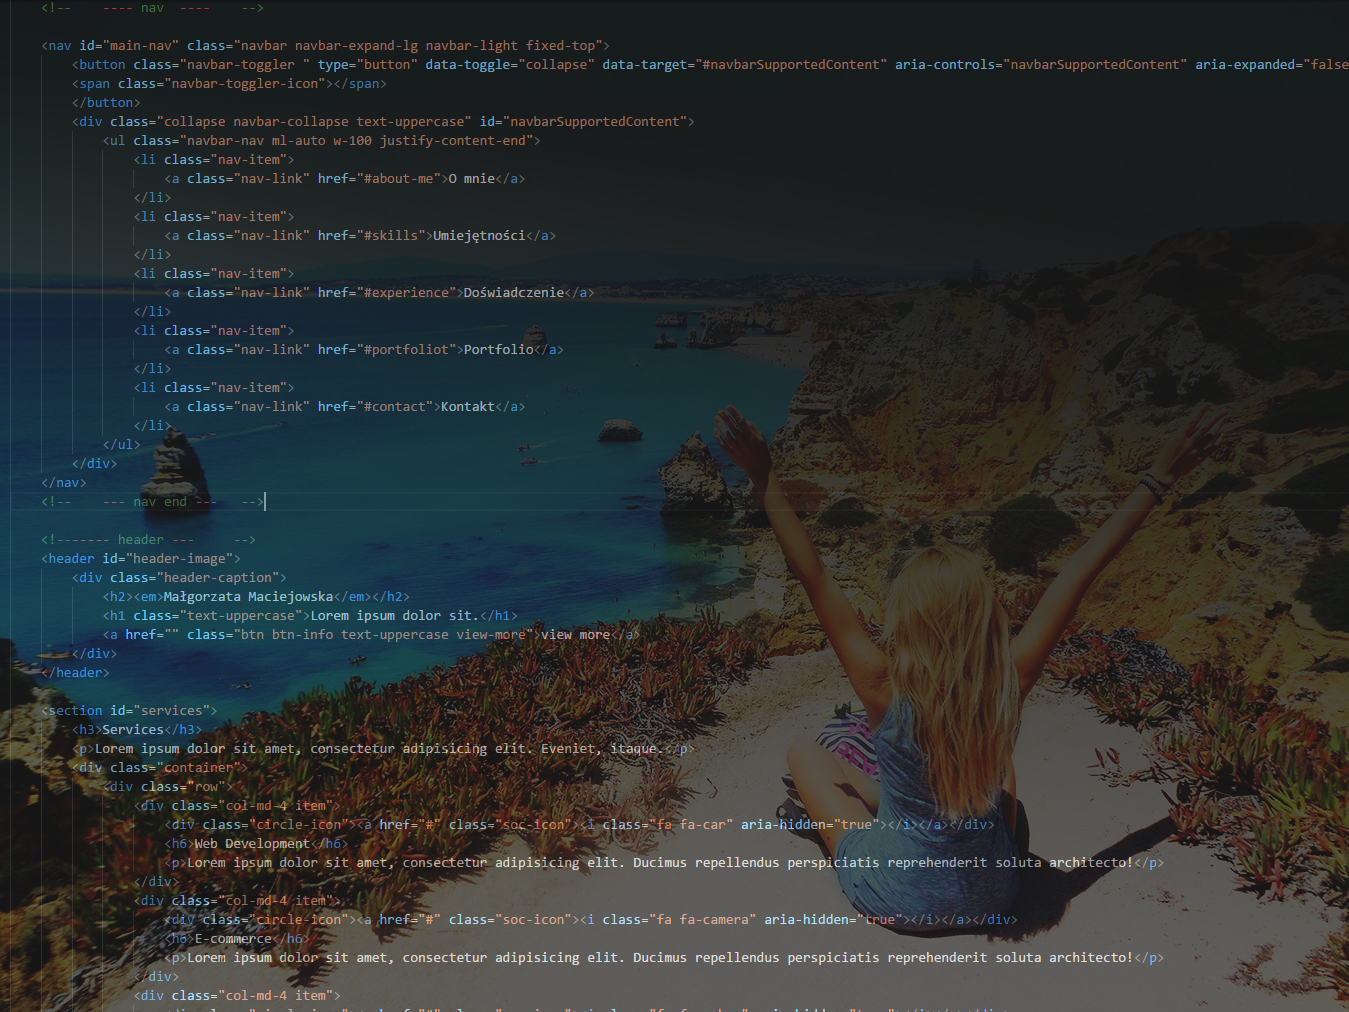 <!--    ---- nav  ----    -->
<nav id="main-nav" class="navbar navbar-expand-lg navbar-light fixed-top">
<button class="navbar-toggler " type="button" data-toggle="collapse" data-target="#navbarSupportedContent" aria-controls="navbarSupportedContent" aria-expanded="false
<span class="navbar-toggler-icon"></span>
</button>
<div class="collapse navbar-collapse text-uppercase" id="navbarSupportedContent">
<ul class="navbar-nav ml-auto w-100 justify-content-end">
<li class="nav-item">
<a class="nav-link" href="#about-me">O mnie</a>
</li>
<li class="nav-item">
<a class="nav-link" href="#skills">Umiejętności</a>
</li>
<li class="nav-item">
<a class="nav-link" href="#experience">Doświadczenie</a>
</li>
<li class="nav-item">
<a class="nav-link" href="#portfoliot">Portfolio</a>
</li>
<li class="nav-item">
<a class="nav-link" href="#contact">Kontakt</a>
</li>
</ul>
</div>
</nav>
<!--    --- nav end ---   -->
<!------- header ---     -->
<header id="header-image">
<div class="header-caption">
<h2><em>Małgorzata Maciejowska</em></h2>
<h1 class="text-uppercase">Lorem ipsum dolor sit.</h1>
<a href="" class="btn btn-info text-uppercase view-more">view more</a>
</div>
</header>
<section id="services">
<h3>Services</h3>
<p>Lorem ipsum dolor sit amet, consectetur adipisicing elit. Eveniet, itaque.</p>
<div class="container">
<div class="row">
<div class="col-md-4 item">
<div class="circle-icon"><a href="#" class="soc-icon"><i class="fa fa-car" aria-hidden="true"></i></a></div>
<h6>Web Development</h6>
<p>Lorem ipsum dolor sit amet, consectetur adipisicing elit. Ducimus repellendus perspiciatis reprehenderit soluta architecto!</p>
</div>
<div class="col-md-4 item">
<div class="circle-icon"><a href="#" class="soc-icon"><i class="fa fa-camera" aria-hidden="true"></i></a></div>
<h6>E-commerce</h6>
<p>Lorem ipsum dolor sit amet, consectetur adipisicing elit. Ducimus repellendus perspiciatis reprehenderit soluta architecto!</p>
</div>
<div class="col-md-4 item">